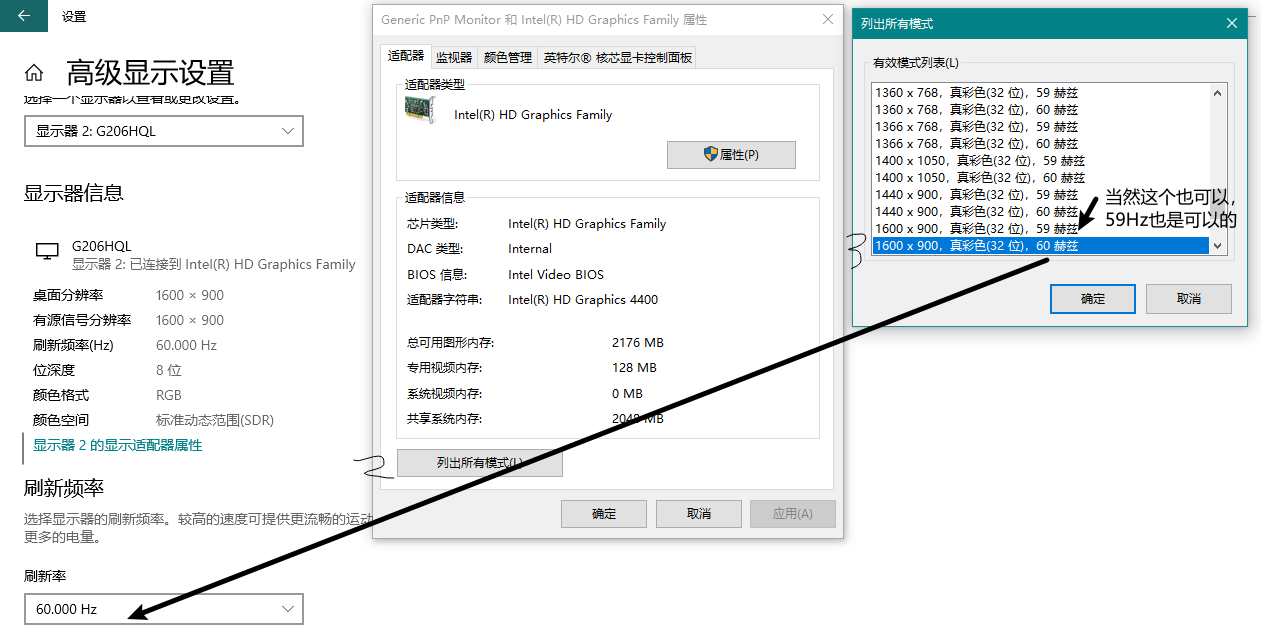 设置
高级显示设置
选择一个显示器以查看或更改设置。
显示器 2: G206HQL
显示器信息
G206HQL
显示器 2: 已连接到 Intel(R) HD Graphics Family
桌面分辨率 1600 × 900
有源信号分辨率 1600 × 900
刷新频率(Hz) 60.000 Hz
位深度 8 位
颜色格式 RGB
颜色空间 标准动态范围(SDR)
显示器 2 的显示适配器属性
刷新频率
选择显示器的刷新频率。较高的速度可提供更流畅的运动
更多的电量。
刷新率
60.000 Hz
Generic PnP Monitor 和 Intel(R) HD Graphics Family 属性
适配器 监视器 颜色管理 英特尔® 核芯显卡控制面板
适配器类型
Intel(R) HD Graphics Family
属性(P)
适配器信息
芯片类型: Intel(R) HD Graphics Family
DAC 类型: Internal
BIOS 信息: Intel Video BIOS
适配器字符串: Intel(R) HD Graphics 4400
总可用图形内存: 2176 MB
专用视频内存: 128 MB
系统视频内存: 0 MB
共享系统内存: 2048 MB
2
列出所有模式(L)
确定 取消 应用(A)
列出所有模式
有效模式列表(L)
1360 x 768，真彩色(32 位)，59 赫兹
1360 x 768，真彩色(32 位)，60 赫兹
1366 x 768，真彩色(32 位)，59 赫兹
1366 x 768，真彩色(32 位)，60 赫兹
1400 x 1050，真彩色(32 位)，59 赫兹
1400 x 1050，真彩色(32 位)，60 赫兹
1440 x 900，真彩色(32 位)，59 赫兹
1440 x 900，真彩色(32 位)，60 赫兹
1600 x 900，真彩色(32 位)，59 赫兹
1600 x 900，真彩色(32 位)，60 赫兹
3
当然这个也可以，
59Hz也是可以的
确定 取消